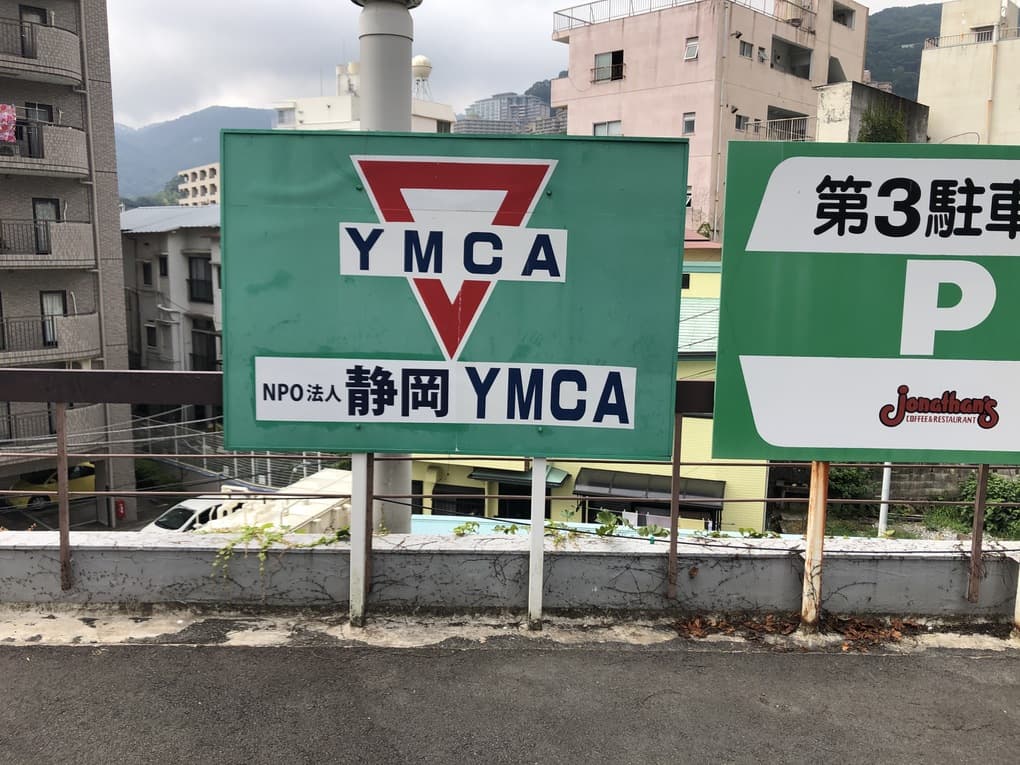 YMCA
NPO法人 静岡 YMCA
第3駐車
P
Jonathan's
COFFEE & RESTAURANT